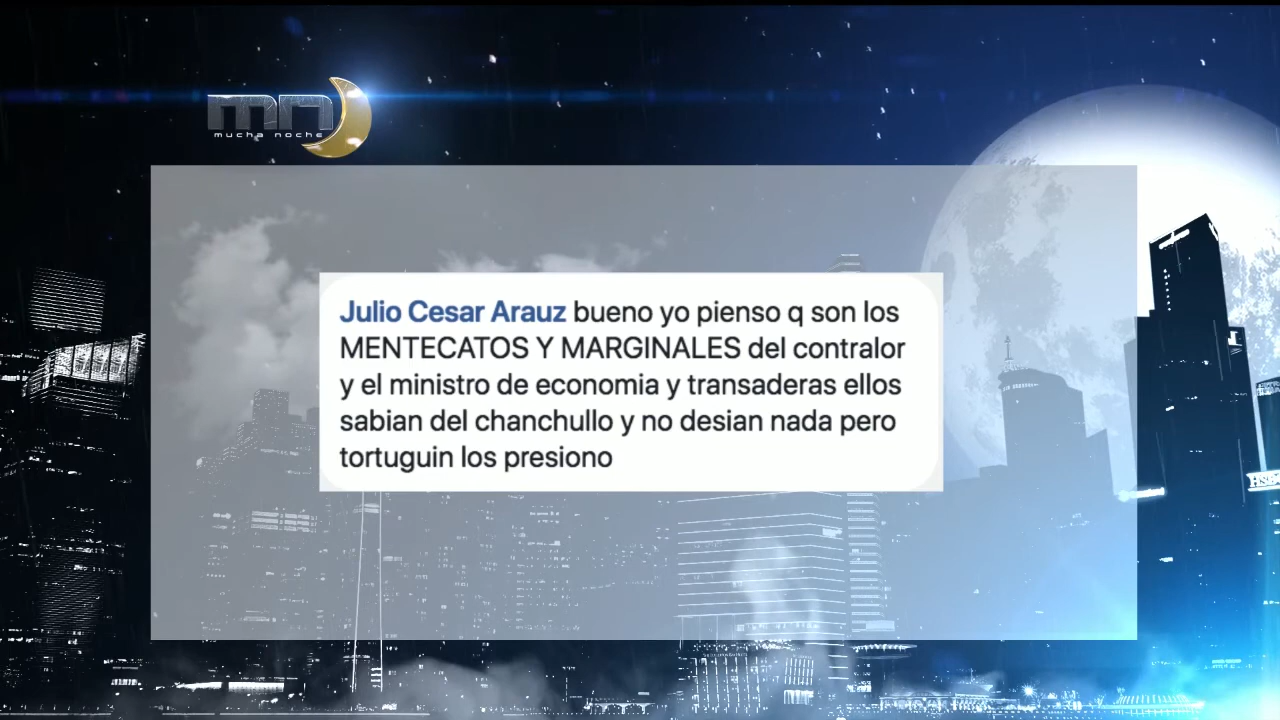 mn
mucha noche
Julio Cesar Arauz bueno yo pienso q son los
MENTECATOS Y MARGINALES del contralor
y el ministro de economia y transaderas ellos
sabian del chanchullo y no desian nada pero
tortuguin los presiono